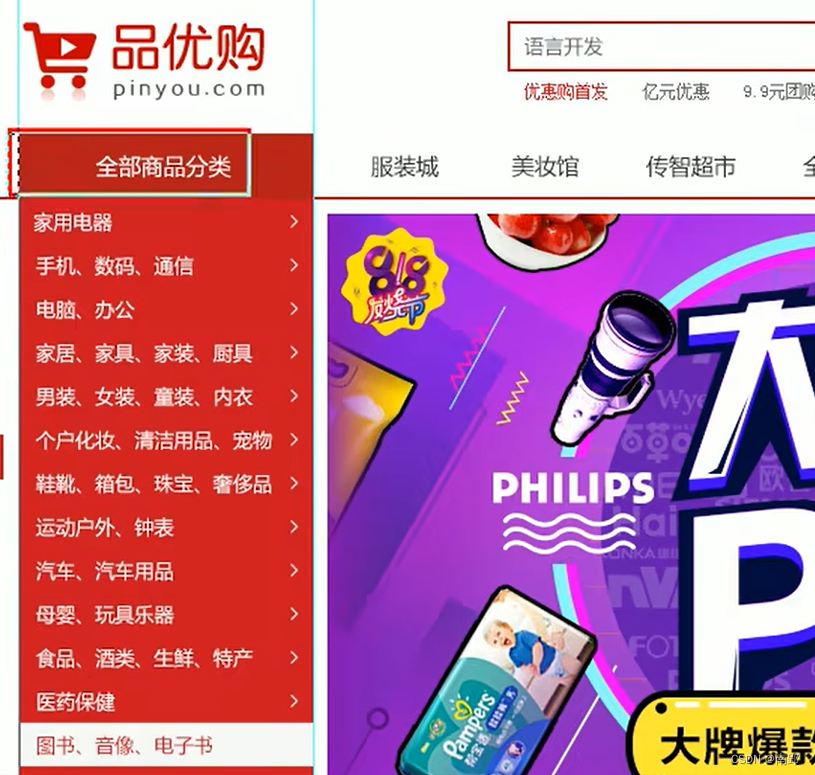 品优购
pinyou.com
语言开发
优惠购首发 亿元优惠 9.9元团购
全部商品分类 服装城 美妆馆 传智超市
家用电器
手机、数码、通信
电脑、办公
家居、家具、家装、厨具
男装、女装、童装、内衣
个户化妆、清洁用品、宠物
鞋靴、箱包、珠宝、奢侈品
运动户外、钟表
汽车、汽车用品
母婴、玩具乐器
食品、酒类、生鲜、特产
医药保健
图书、音像、电子书
818
发烧节
大
PHILIPS
P
Pampers
大牌爆款
CSDN @南歌